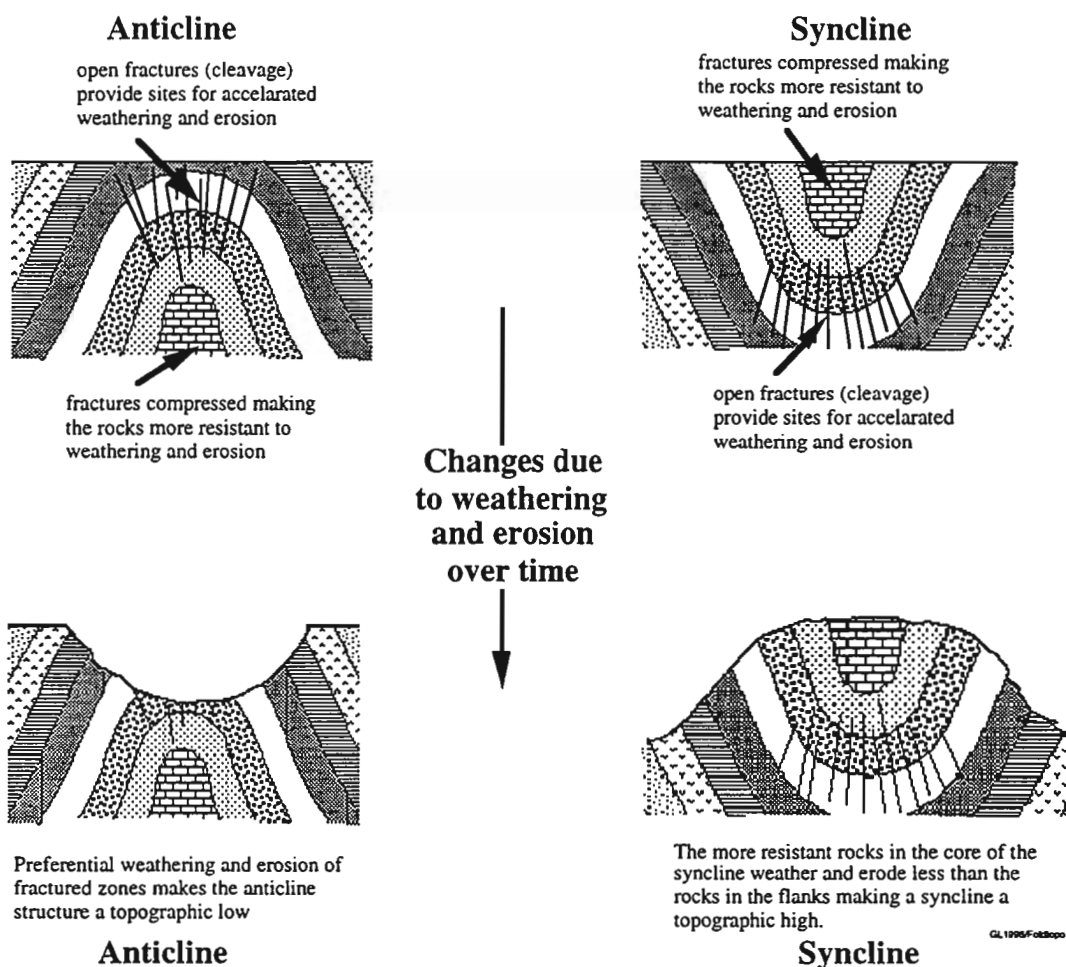 Anticline
open fractures (cleavage)
provide sites for accelarated
weathering and erosion
Syncline
fractures compressed making
the rocks more resistant to
weathering and erosion
fractures compressed making
the rocks more resistant to
weathering and erosion
open fractures (cleavage)
provide sites for accelarated
weathering and erosion
Changes due
to weathering
and erosion
over time
Preferential weathering and erosion of
fractured zones makes the anticline
structure a topographic low
Anticline
The more resistant rocks in the core of the
syncline weather and erode less than the
rocks in the flanks making a syncline a
topographic high.
Syncline